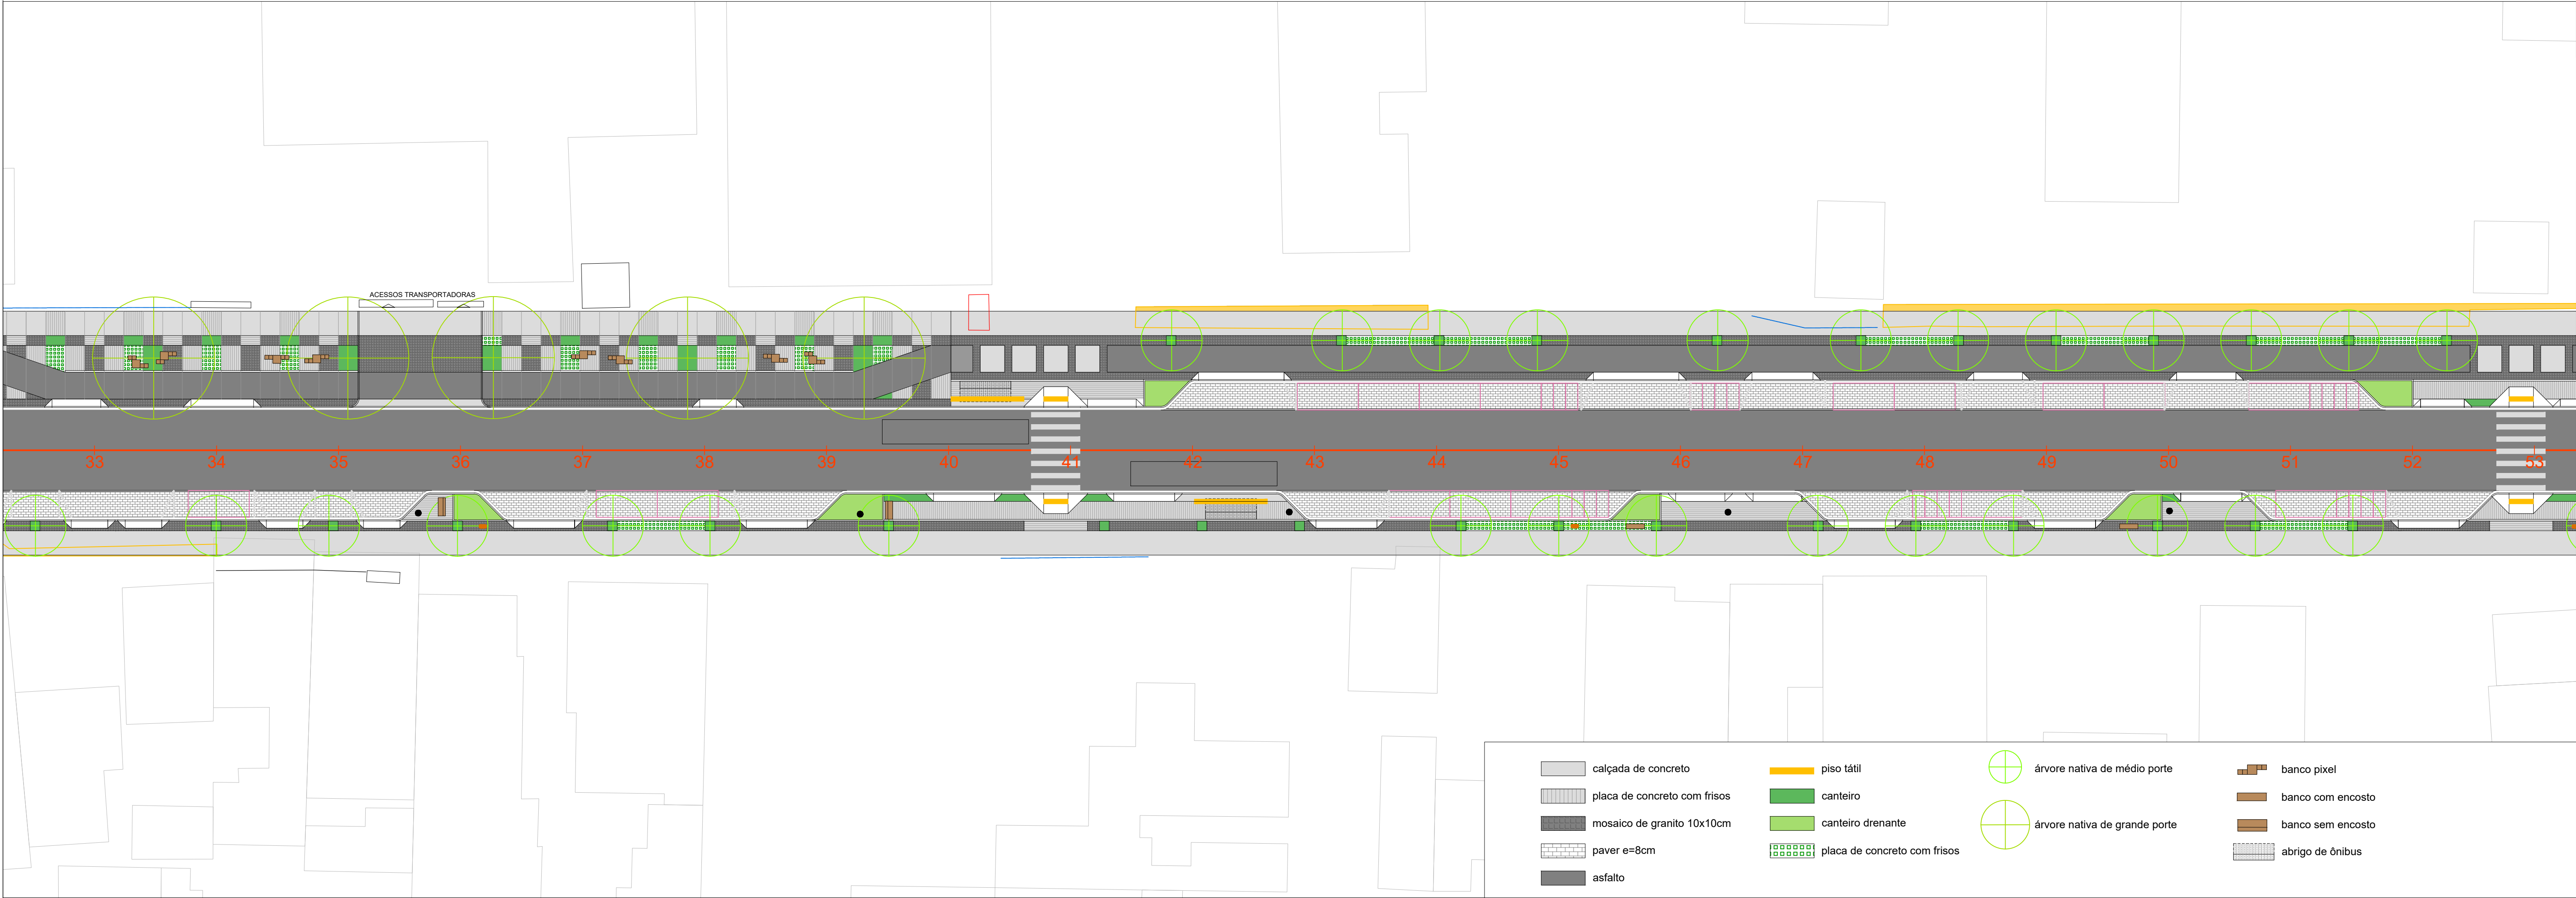 ACESSOS TRANSPORTADORAS
33 34 35 36 37 38 39 40 41 42 43 44 45 46 47 48 49 50 51 52 53
calçada de concreto
placa de concreto com frisos
mosaico de granito 10x10cm
paver e=8cm
asfalto
piso tátil
canteiro
canteiro drenante
placa de concreto com frisos
árvore nativa de médio porte
árvore nativa de grande porte
banco pixel
banco com encosto
banco sem encosto
abrigo de ônibus